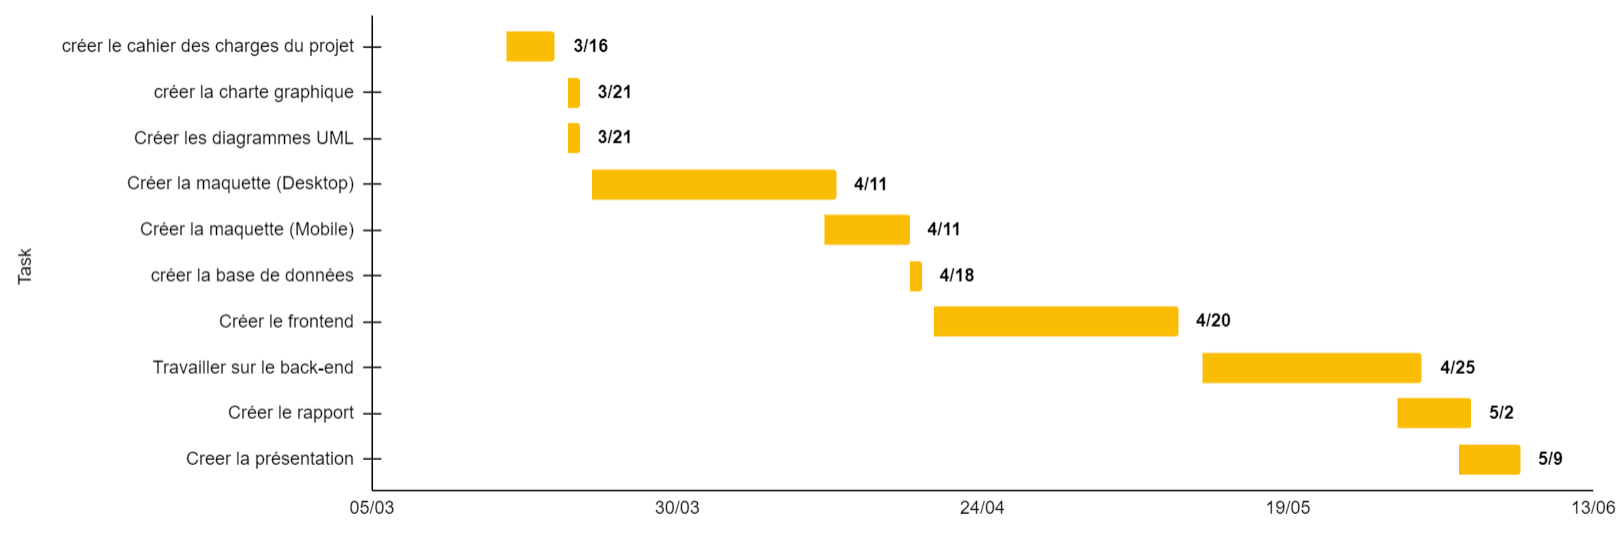 créer le cahier des charges du projet 3/16
créer la charte graphique 3/21
Créer les diagrammes UML 3/21
Créer la maquette (Desktop) 4/11
Créer la maquette (Mobile) 4/11
Task
créer la base de données 4/18
Créer le frontend 4/20
Travailler sur le back-end 4/25
Créer le rapport 5/2
Creer la présentation 5/9
05/03 30/03 24/04 19/05 13/06